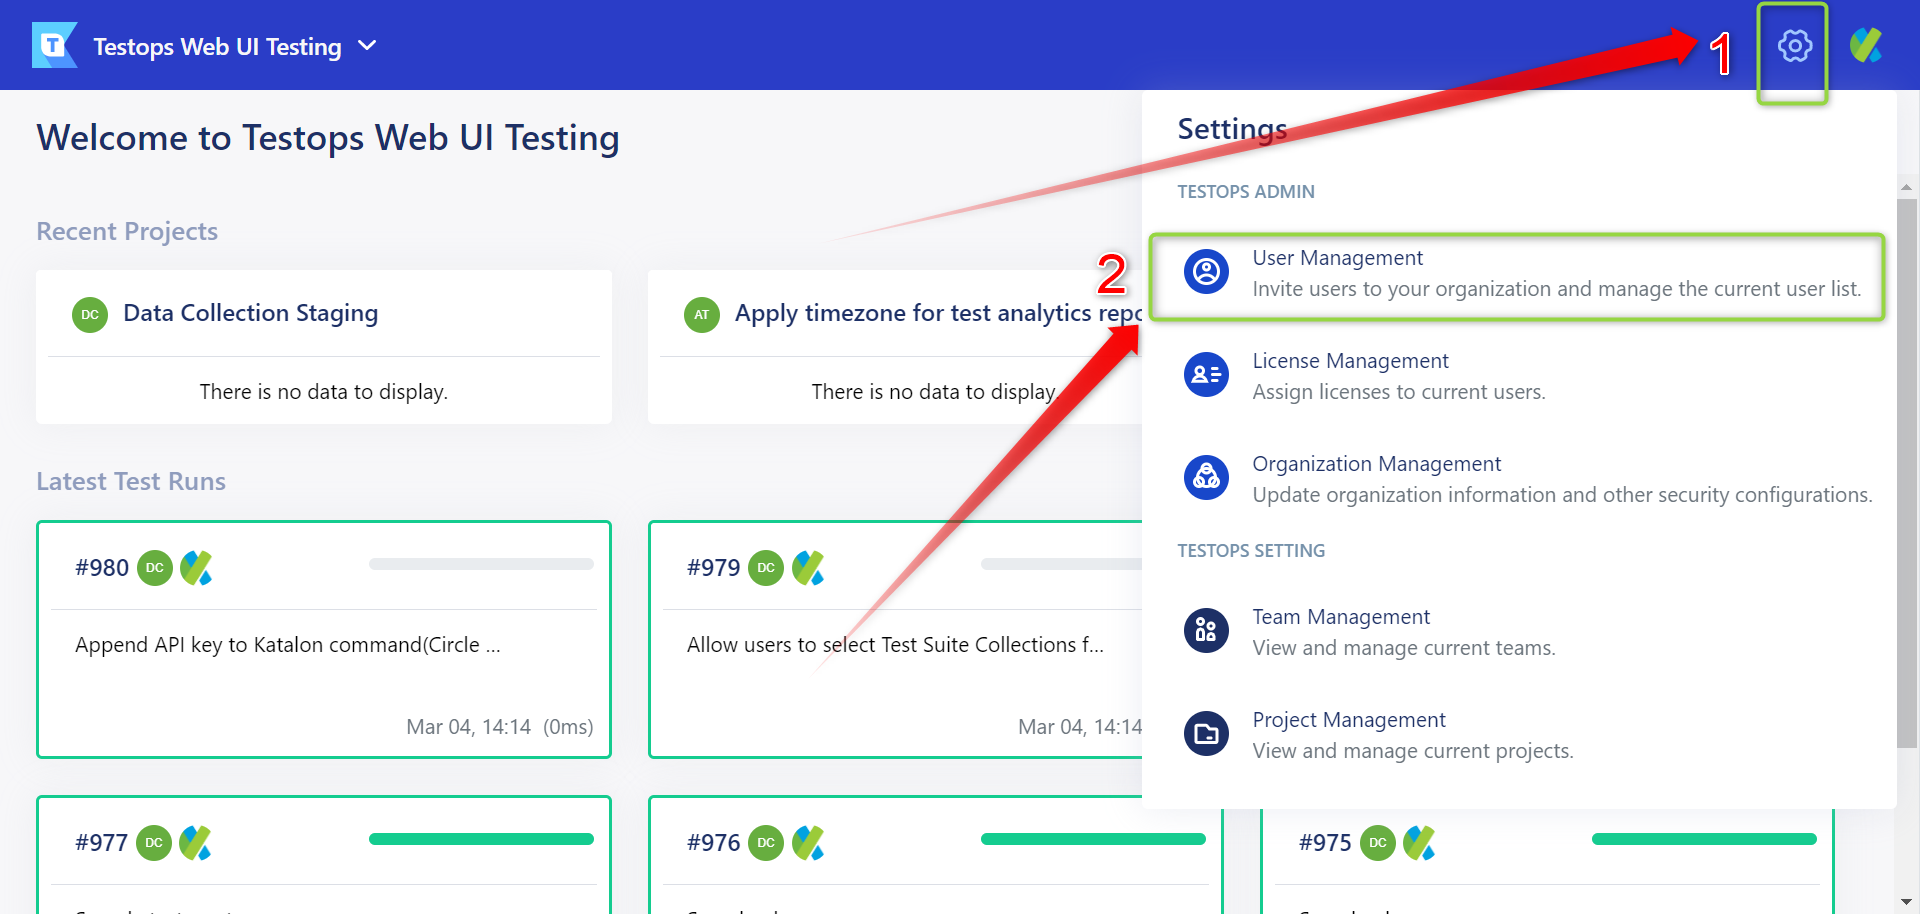 T
Testops Web UI Testing
1
Welcome to Testops Web UI Testing
Settings
TESTOPS ADMIN
Recent Projects
2
User Management
Invite users to your organization and manage the current user list.
DC
Data Collection Staging
AT
Apply timezone for test analytics repo
There is no data to display.
There is no data to display.
License Management
Assign licenses to current users.
Organization Management
Update organization information and other security configurations.
Latest Test Runs
TESTOPS SETTING
#980 DC
#979 DC
Append API key to Katalon command(Circle ...
Allow users to select Test Suite Collections f...
Team Management
View and manage current teams.
Mar 04, 14:14 (0ms)
Mar 04, 14:14
Project Management
View and manage current projects.
#977 DC
#976 DC
#975 DC